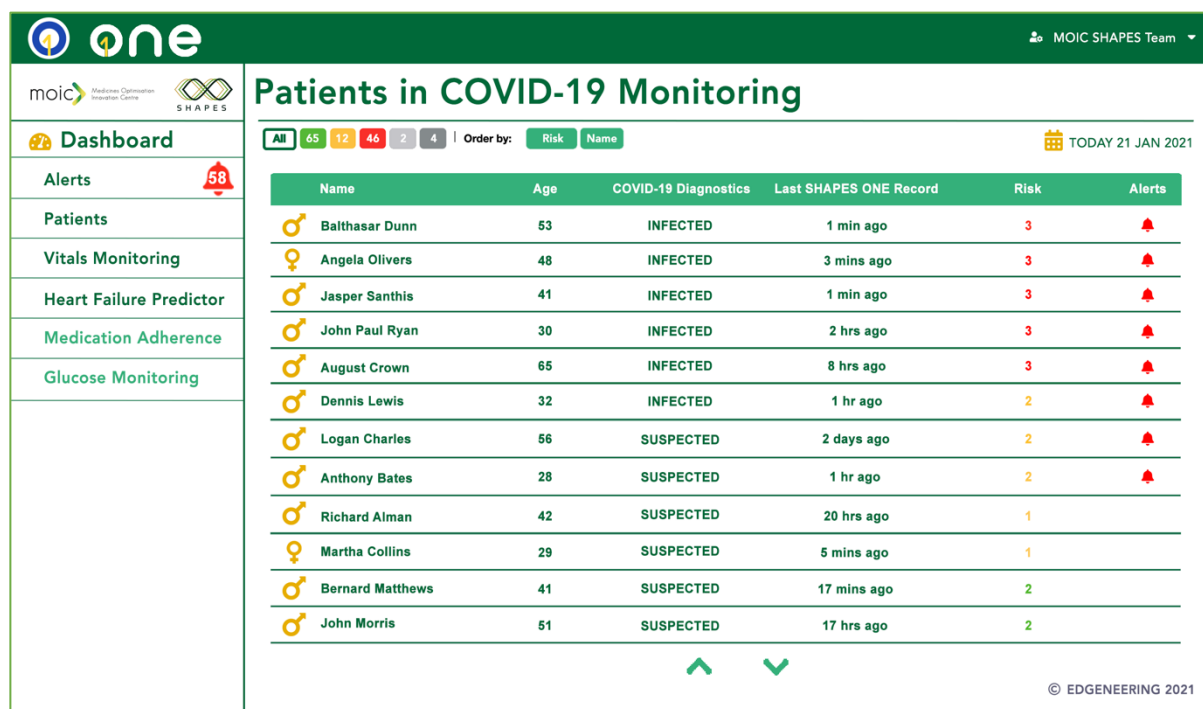 one
MOIC SHAPES Team
moic Medicines Optimisation Innovation Centre
SHAPES
Patients in COVID-19 Monitoring
Dashboard
All 65 12 46 2 4 | Order by: Risk Name
TODAY 21 JAN 2021
Alerts 58
Patients
Vitals Monitoring
Heart Failure Predictor
Medication Adherence
Glucose Monitoring
Name Age COVID-19 Diagnostics Last SHAPES ONE Record Risk Alerts
Balthasar Dunn 53 INFECTED 1 min ago 3
Angela Olivers 48 INFECTED 3 mins ago 3
Jasper Santhis 41 INFECTED 1 min ago 3
John Paul Ryan 30 INFECTED 2 hrs ago 3
August Crown 65 INFECTED 8 hrs ago 3
Dennis Lewis 32 INFECTED 1 hr ago 2
Logan Charles 56 SUSPECTED 2 days ago 2
Anthony Bates 28 SUSPECTED 1 hr ago 2
Richard Alman 42 SUSPECTED 20 hrs ago 1
Martha Collins 29 SUSPECTED 5 mins ago 1
Bernard Matthews 41 SUSPECTED 17 mins ago 2
John Morris 51 SUSPECTED 17 hrs ago 2
© EDGENEERING 2021